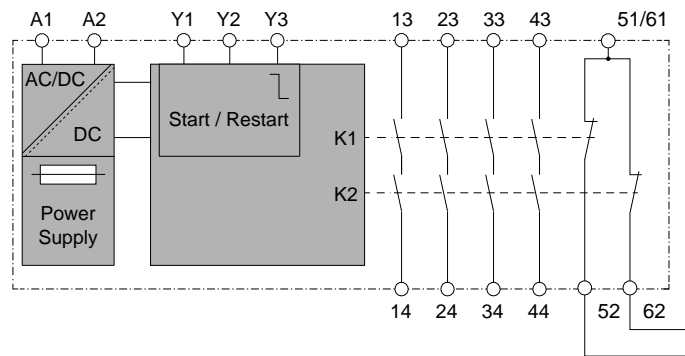 A1 A2 Y1 Y2 Y3 13 23 33 43 51/61
AC/DC
Start / Restart
DC
K1
K2
Power
Supply
14 24 34 44 52 62